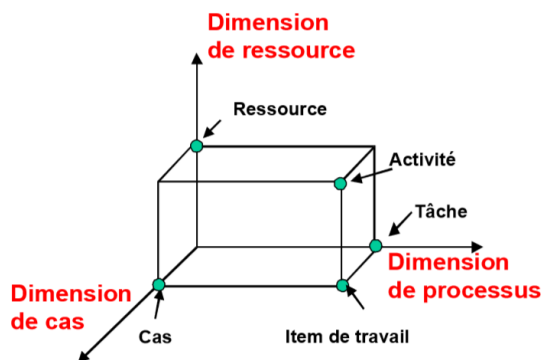 Dimension
de ressource
Ressource
Activité
Tâche
Dimension
de processus
Dimension
de cas
Cas
Item de travail